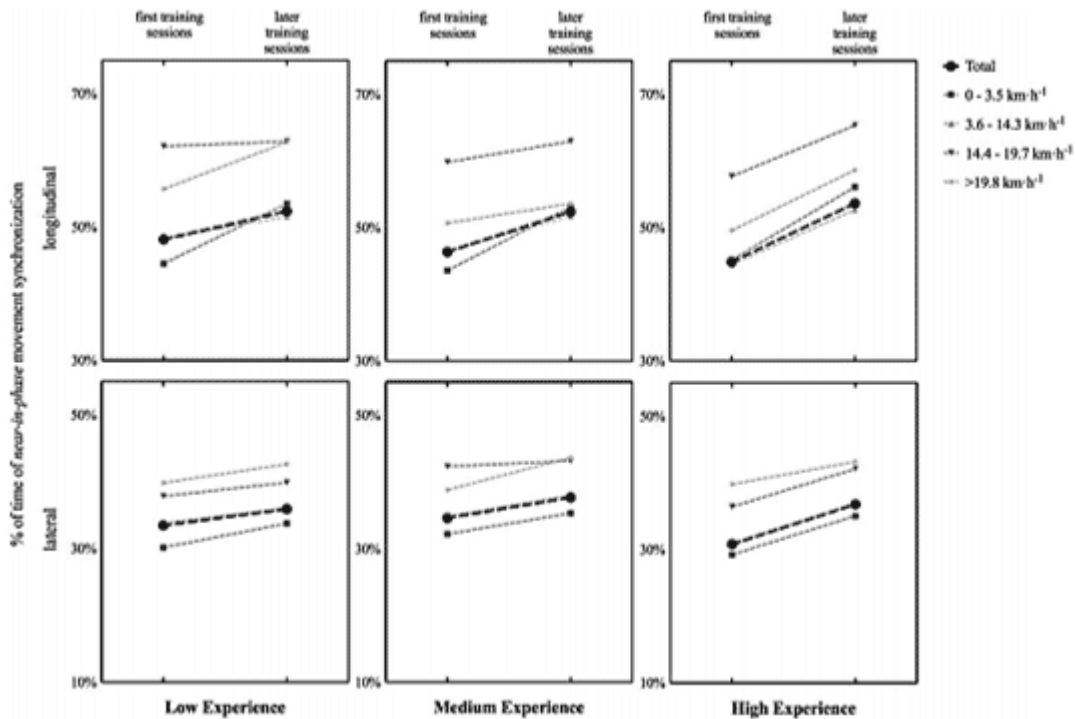 first training sessions
later training sessions
first training sessions
later training sessions
first training sessions
later training sessions
Total
0 - 3.5 km·h-1
3.6 - 14.3 km·h-1
14.4 - 19.7 km·h-1
>19.8 km·h-1
% of time of near-in-phase movement synchronization
longitudinal
70%
50%
30%
70%
50%
30%
70%
50%
30%
lateral
50%
30%
10%
50%
30%
10%
50%
30%
10%
Low Experience
Medium Experience
High Experience